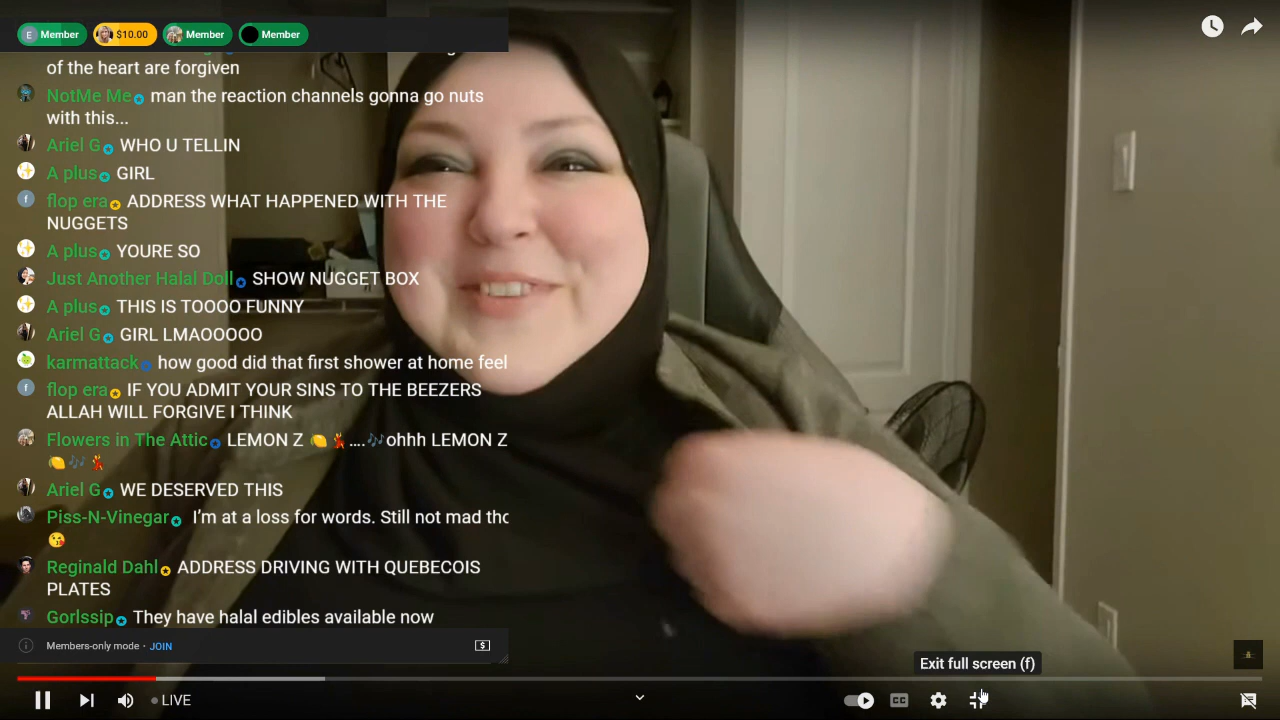 E Member
$10.00
Member
Member
of the heart are forgiven
NotMe Me man the reaction channels gonna go nuts
with this...
Ariel G WHO U TELLIN
A plus GIRL
f flop era ADDRESS WHAT HAPPENED WITH THE
NUGGETS
A plus YOURE SO
Just Another Halal Doll SHOW NUGGET BOX
A plus THIS IS TOOOO FUNNY
Ariel G GIRL LMAOOOOO
karmattack how good did that first shower at home feel
f flop era IF YOU ADMIT YOUR SINS TO THE BEEZERS
ALLAH WILL FORGIVE I THINK
Flowers in The Attic LEMON Z 🍋💃....🎶ohhh LEMON Z
🍋🎶💃
Ariel G WE DESERVED THIS
Piss-N-Vinegar I'm at a loss for words. Still not mad tho
😘
Reginald Dahl ADDRESS DRIVING WITH QUEBECOIS
PLATES
Gorlssip They have halal edibles available now
Members-only mode · JOIN
Exit full screen (f)
LIVE
CC